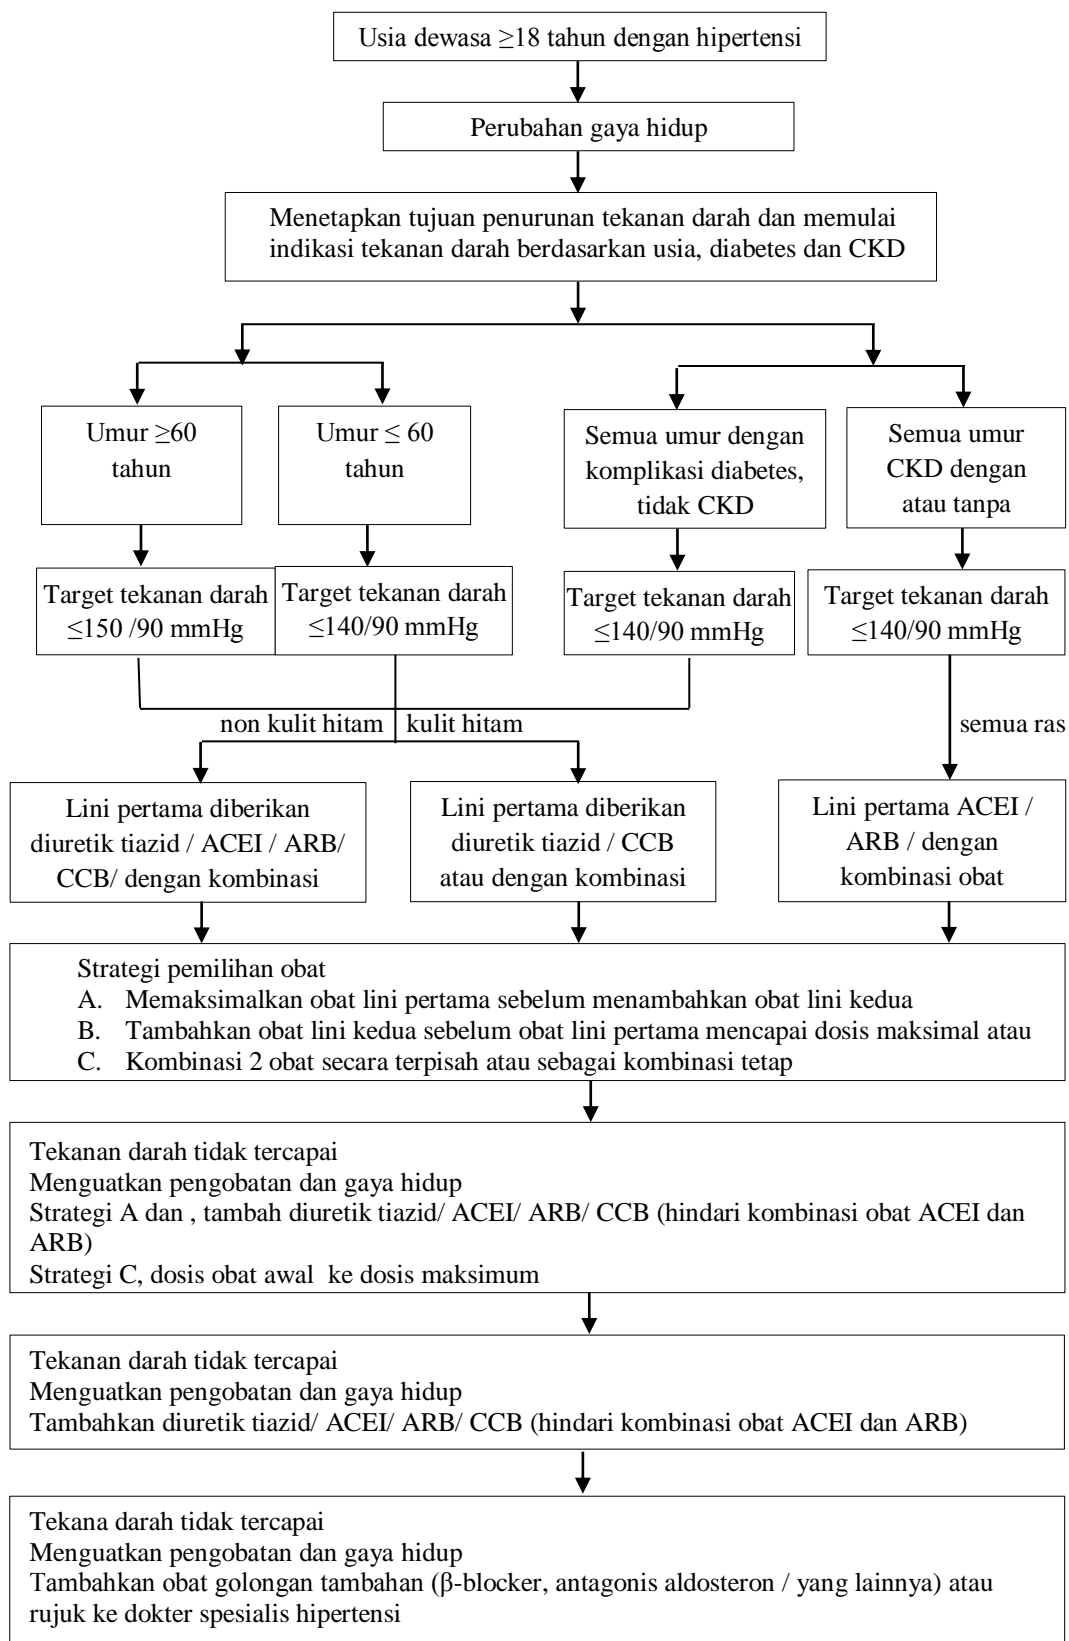 Usia dewasa ≥18 tahun dengan hipertensi
Perubahan gaya hidup
Menetapkan tujuan penurunan tekanan darah dan memulai
indikasi tekanan darah berdasarkan usia, diabetes dan CKD
Umur ≥60
tahun
Umur ≤ 60
tahun
Semua umur dengan
komplikasi diabetes,
tidak CKD
Semua umur
CKD dengan
atau tanpa
Target tekanan darah
≤150 /90 mmHg
Target tekanan darah
≤140/90 mmHg
Target tekanan darah
≤140/90 mmHg
Target tekanan darah
≤140/90 mmHg
non kulit hitam
kulit hitam
semua ras
Lini pertama diberikan
diuretik tiazid / ACEI / ARB/
CCB/ dengan kombinasi
Lini pertama diberikan
diuretik tiazid / CCB
atau dengan kombinasi
Lini pertama ACEI /
ARB / dengan
kombinasi obat
Strategi pemilihan obat
A. Memaksimalkan obat lini pertama sebelum menambahkan obat lini kedua
B. Tambahkan obat lini kedua sebelum obat lini pertama mencapai dosis maksimal atau
C. Kombinasi 2 obat secara terpisah atau sebagai kombinasi tetap
Tekanan darah tidak tercapai
Menguatkan pengobatan dan gaya hidup
Strategi A dan , tambah diuretik tiazid/ ACEI/ ARB/ CCB (hindari kombinasi obat ACEI dan
ARB)
Strategi C, dosis obat awal ke dosis maksimum
Tekanan darah tidak tercapai
Menguatkan pengobatan dan gaya hidup
Tambahkan diuretik tiazid/ ACEI/ ARB/ CCB (hindari kombinasi obat ACEI dan ARB)
Tekana darah tidak tercapai
Menguatkan pengobatan dan gaya hidup
Tambahkan obat golongan tambahan (β-blocker, antagonis aldosteron / yang lainnya) atau
rujuk ke dokter spesialis hipertensi